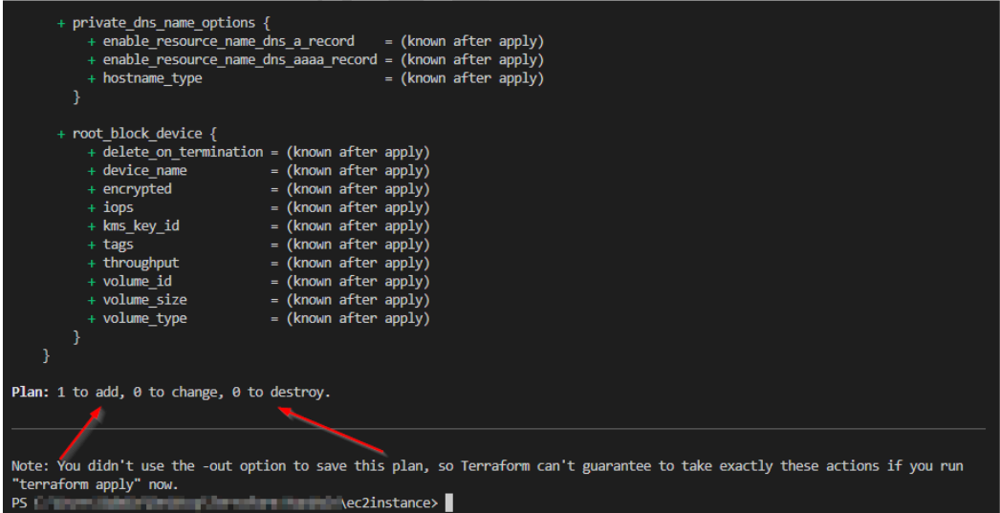 + private_dns_name_options {
+ enable_resource_name_dns_a_record    = (known after apply)
+ enable_resource_name_dns_aaaa_record = (known after apply)
+ hostname_type                        = (known after apply)
}
+ root_block_device {
+ delete_on_termination = (known after apply)
+ device_name           = (known after apply)
+ encrypted             = (known after apply)
+ iops                  = (known after apply)
+ kms_key_id            = (known after apply)
+ tags                  = (known after apply)
+ throughput            = (known after apply)
+ volume_id             = (known after apply)
+ volume_size           = (known after apply)
+ volume_type           = (known after apply)
}
}
Plan: 1 to add, 0 to change, 0 to destroy.
Note: You didn't use the -out option to save this plan, so Terraform can't guarantee to take exactly these actions if you run
"terraform apply" now.
PS \ec2instance>